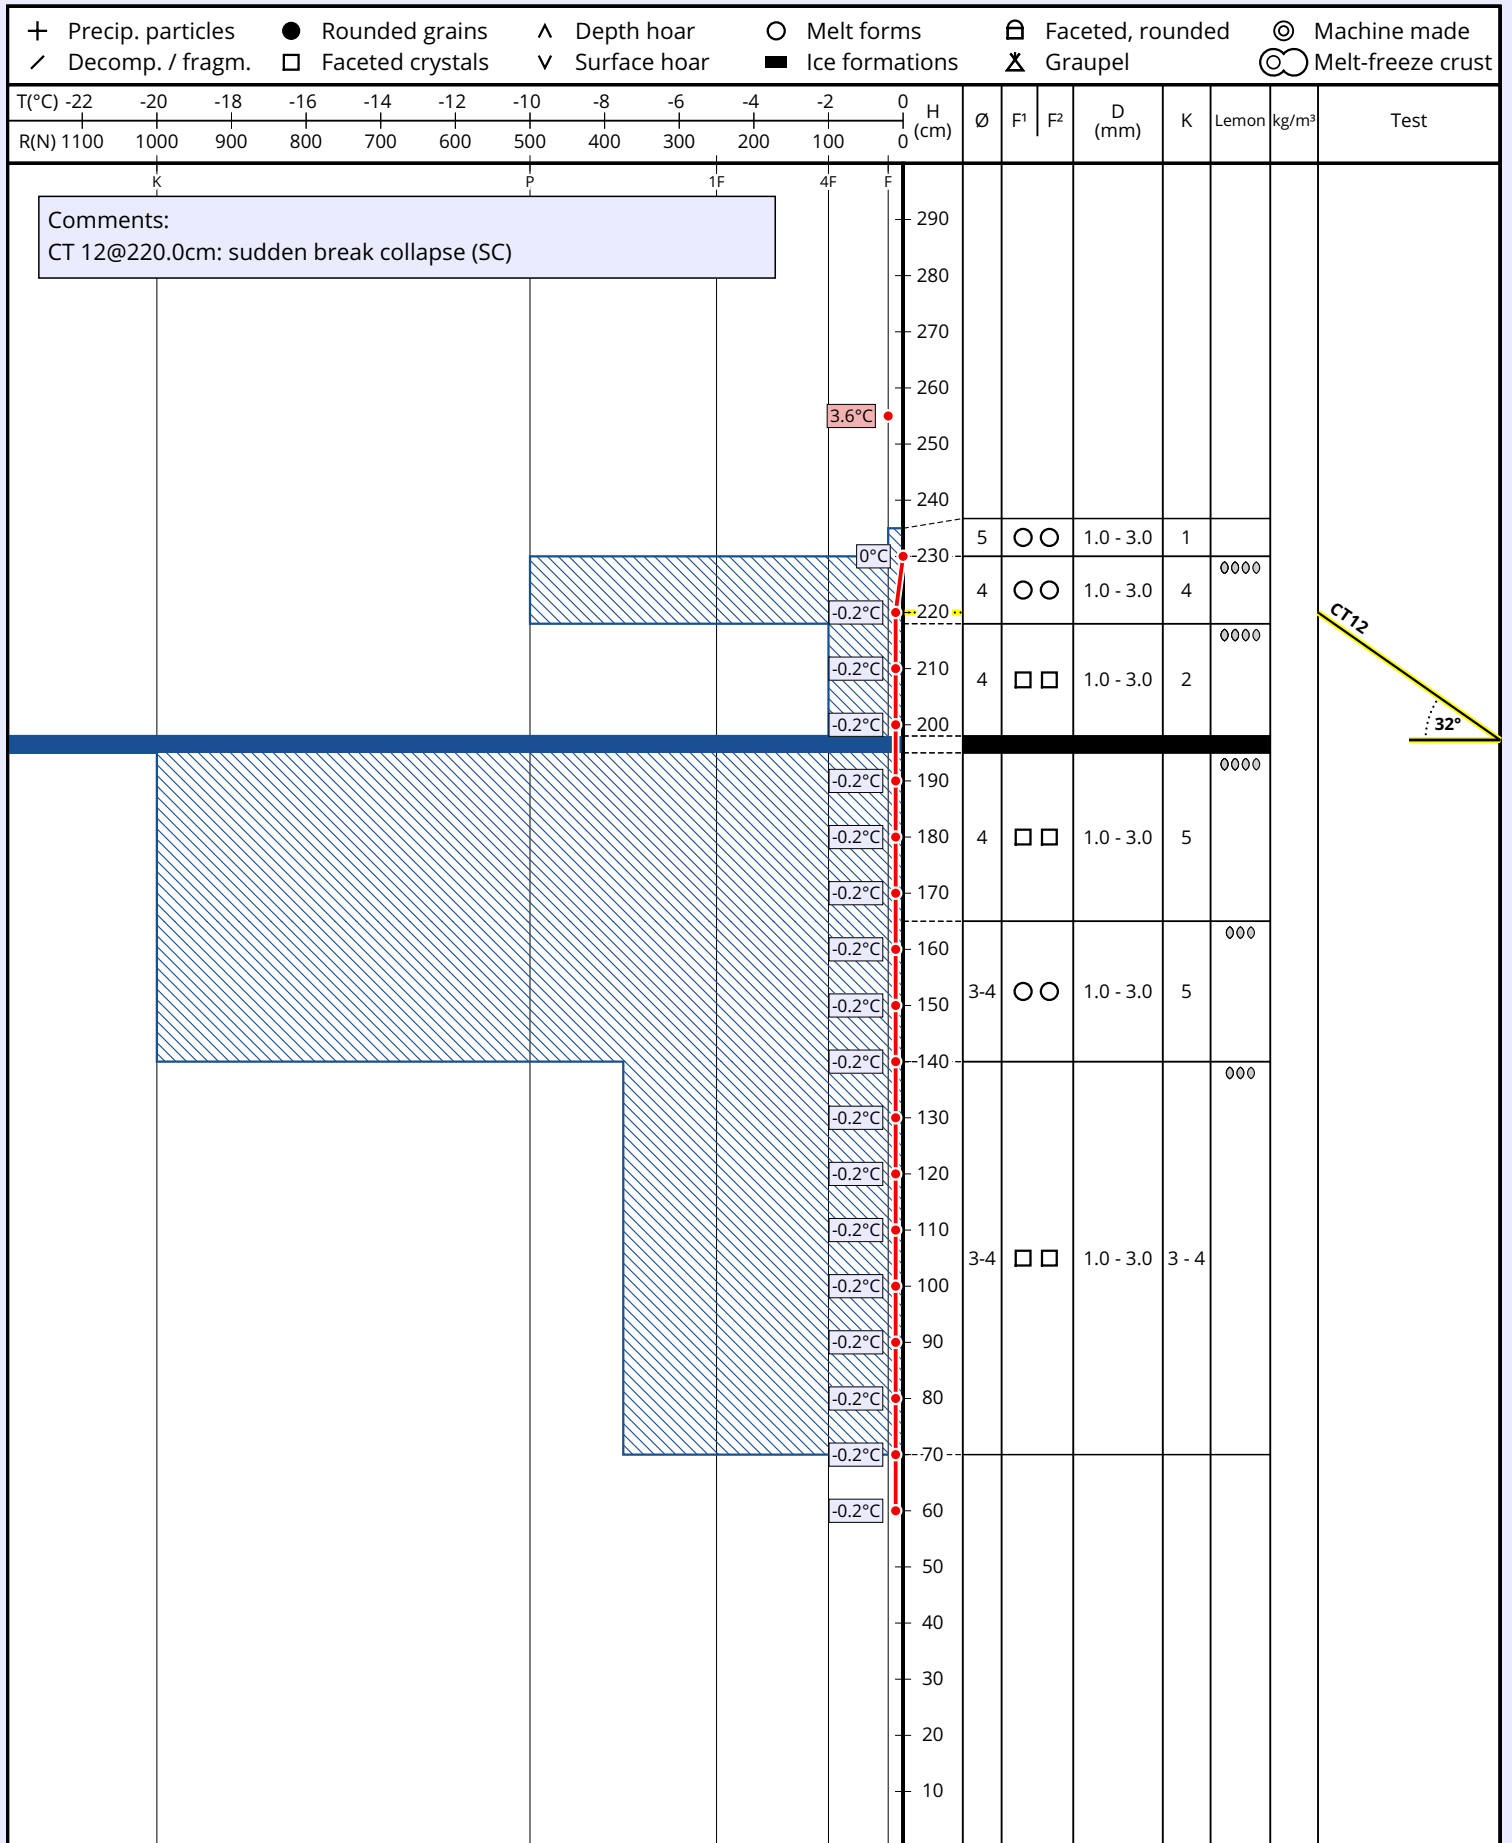 Precip. particles Rounded grains Depth hoar Melt forms Faceted, rounded Machine made
Decomp. / fragm. Faceted crystals Surface hoar Ice formations Graupel Melt-freeze crust
T(°C) -22 -20 -18 -16 -14 -12 -10 -8 -6 -4 -2 0
R(N) 1100 1000 900 800 700 600 500 400 300 200 100 0
H (cm) Ø F¹ F² D (mm) K Lemon kg/m³ Test
K P 1F 4F F
Comments:
CT 12@220.0cm: sudden break collapse (SC)
290
280
270
260
3.6°C
250
240
5 1.0 - 3.0 1
0°C 230
4 1.0 - 3.0 4
-0.2°C 220
CT12
-0.2°C 210
4 1.0 - 3.0 2
-0.2°C 200
32°
-0.2°C 190
-0.2°C 180 4 1.0 - 3.0 5
-0.2°C 170
-0.2°C 160
3-4 1.0 - 3.0 5
-0.2°C 150
-0.2°C 140
-0.2°C 130
-0.2°C 120
-0.2°C 110
3-4 1.0 - 3.0 3 - 4
-0.2°C 100
-0.2°C 90
-0.2°C 80
-0.2°C 70
-0.2°C 60
50
40
30
20
10